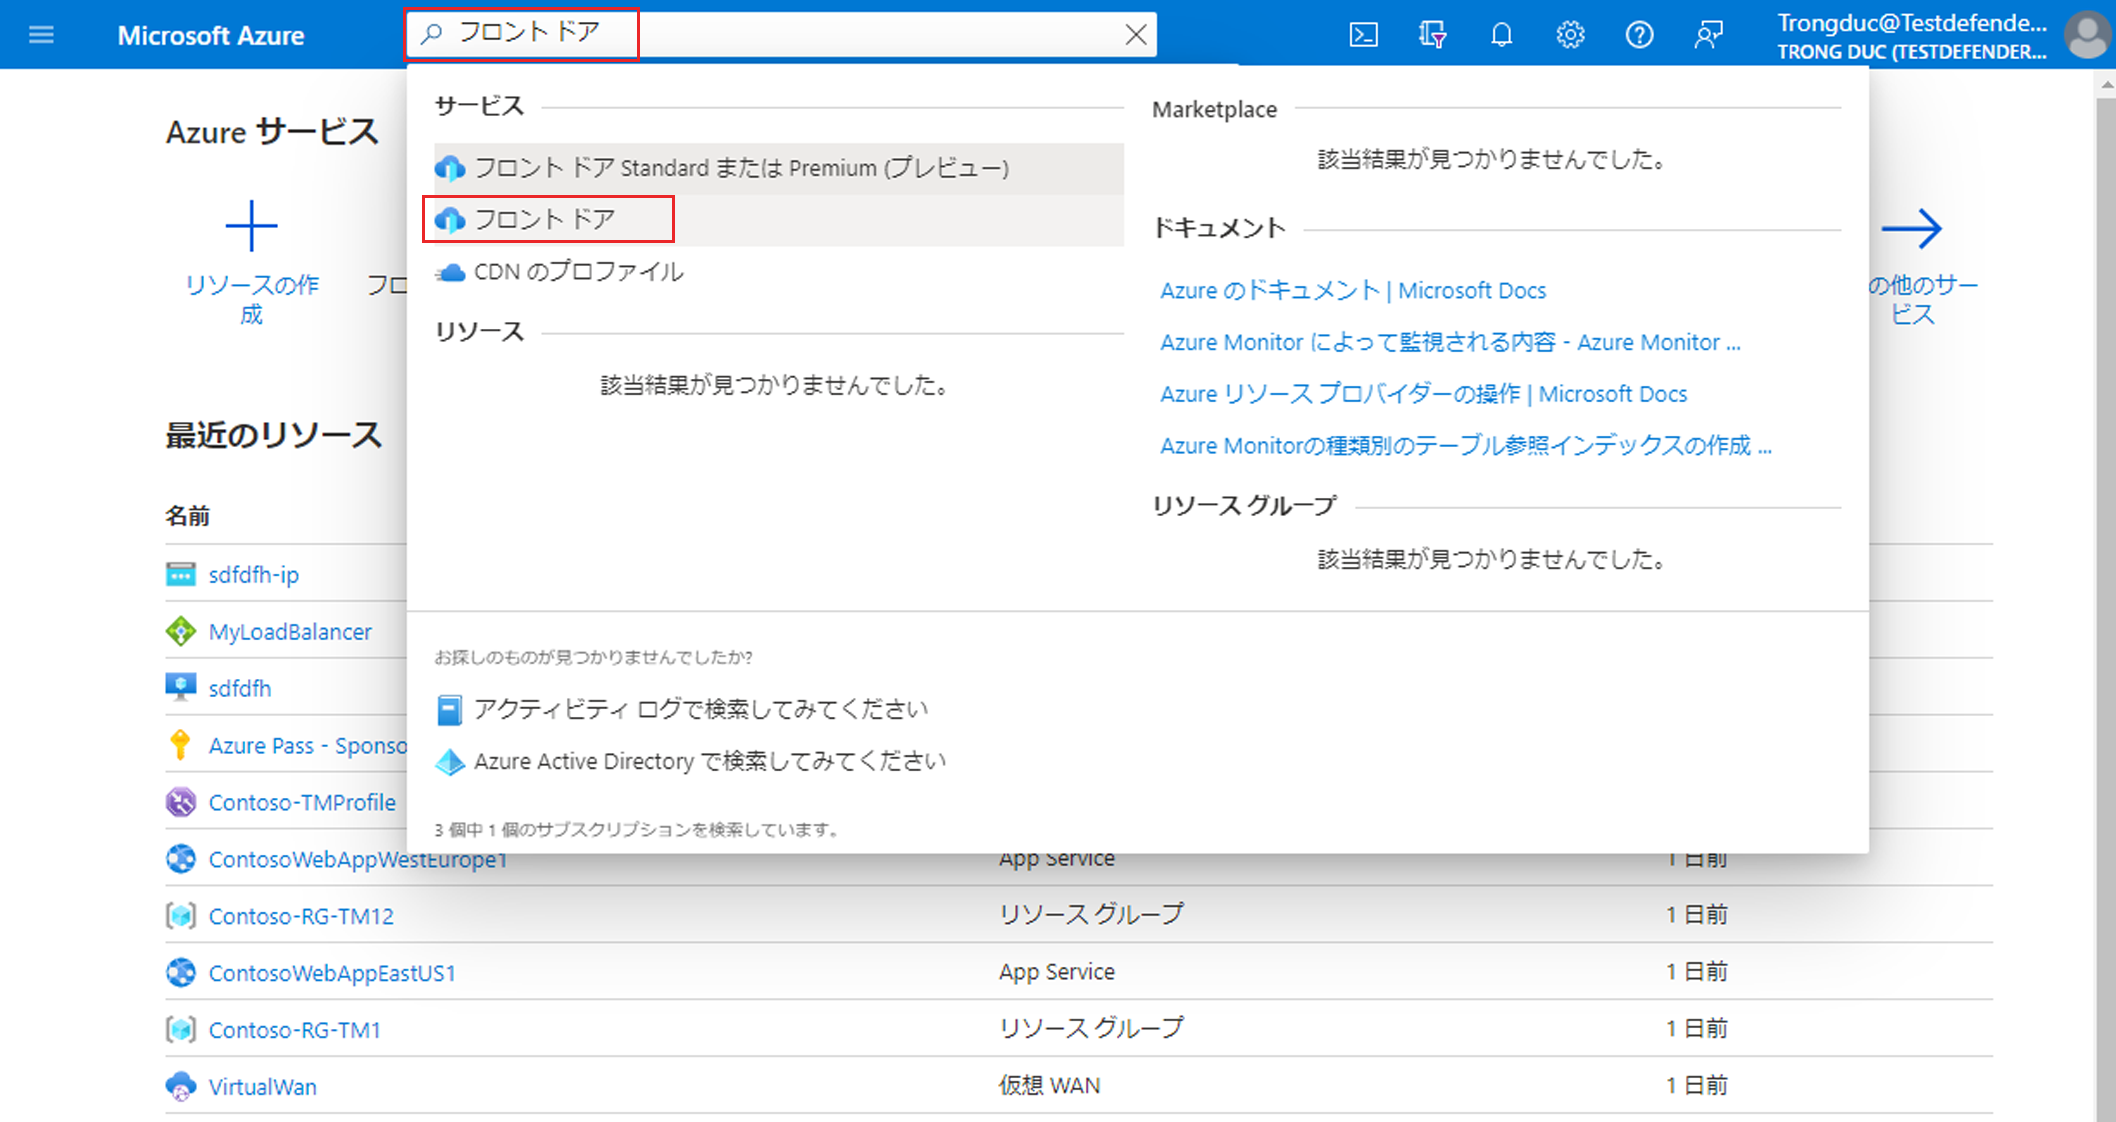 Microsoft Azure
フロント ドア
Trongduc@Testdefende...
TRONG DUC (TESTDEFENDER...
Azure サービス
リソースの作
成
フロ
の他のサー
ビス
サービス
フロント ドア Standard または Premium (プレビュー)
フロント ドア
CDN のプロファイル
リソース
該当結果が見つかりませんでした。
Marketplace
該当結果が見つかりませんでした。
ドキュメント
Azure のドキュメント | Microsoft Docs
Azure Monitor によって監視される内容 - Azure Monitor ...
Azure リソース プロバイダーの操作 | Microsoft Docs
Azure Monitorの種類別のテーブル参照インデックスの作成 ...
リソース グループ
該当結果が見つかりませんでした。
お探しのものが見つかりませんでしたか?
アクティビティ ログで検索してみてください
Azure Active Directory で検索してみてください
3 個中 1 個のサブスクリプションを検索しています。
最近のリソース
名前
sdfdfh-ip
MyLoadBalancer
sdfdfh
Azure Pass - Sponso
Contoso-TMProfile
ContosoWebAppWestEurope1 App Service 1 日前
Contoso-RG-TM12 リソース グループ 1 日前
ContosoWebAppEastUS1 App Service 1 日前
Contoso-RG-TM1 リソース グループ 1 日前
VirtualWan 仮想 WAN 1 日前